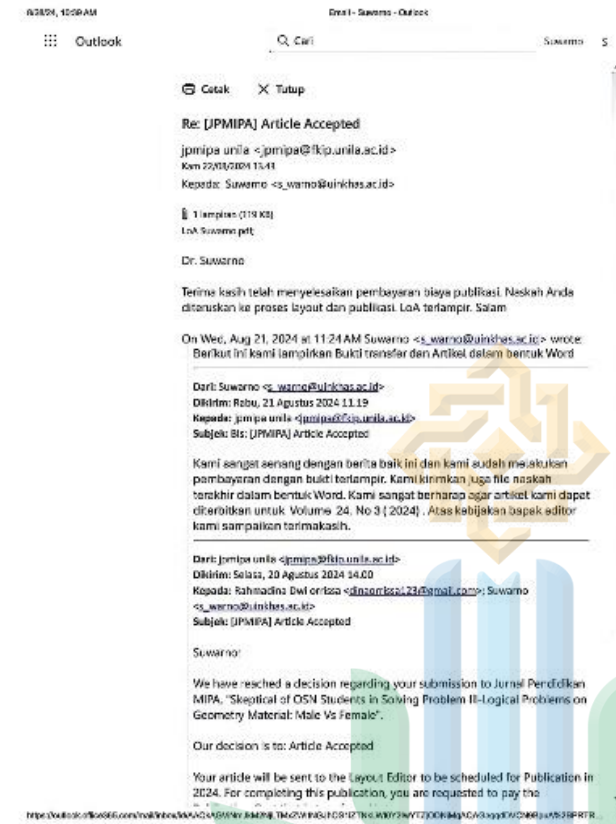 8/28/24, 10:59 AM
Email - Suwarno - Outlook
Outlook
Cari
Suwarno
S
Cetak
Tutup
Re: [JPMIPA] Article Accepted
jpmipa unila <jpmipa@fkip.unila.ac.id>
Kam 22/08/2024 13.43
Kepada: Suwarno <s_warno@uinkhas.ac.id>
1 lampiran (119 KB)
LoA Suwarno.pdf;
Dr. Suwarno
Terima kasih telah menyelesaikan pembayaran biaya publikasi. Naskah Anda
diteruskan ke proses layout dan publikasi. LoA terlampir. Salam
On Wed, Aug 21, 2024 at 11:24 AM Suwarno <s_warno@uinkhas.ac.id> wrote:
Berikut ini kami lampirkan Bukti transfer dan Artikel dalam bentuk Word
Dari: Suwarno <s_warno@uinkhas.ac.id>
Dikirim: Rabu, 21 Agustus 2024 11.19
Kepada: jpmipa unila <jpmipa@fkip.unila.ac.id>
Subjek: Bls: [JPMIPA] Article Accepted
Kami sangat senang dengan berita baik ini dan kami sudah melakukan
pembayaran dengan bukti terlampir. Kami kirimkan juga file naskah
terakhir dalam bentuk Word. Kami sangat berharap agar artikel kami dapat
diterbitkan untuk Volume 24, No 3 ( 2024) . Atas kebijakan bapak editor
kami sampaikan terimakasih.
Dari: jpmipa unila <jpmipa@fkip.unila.ac.id>
Dikirim: Selasa, 20 Agustus 2024 14.00
Kepada: Rahmadina Dwi orrissa <dinaorrissa123@gmail.com>; Suwarno
<s_warno@uinkhas.ac.id>
Subjek: [JPMIPA] Article Accepted
Suwarno:
We have reached a decision regarding your submission to Jurnal Pendidikan
MIPA, "Skeptical of OSN Students in Solving Problem Ill-Logical Problems on
Geometry Material: Male Vs Female".
Our decision is to: Article Accepted
Your article will be sent to the Layout Editor to be scheduled for Publication in
2024. For completing this publication, you are requested to pay the